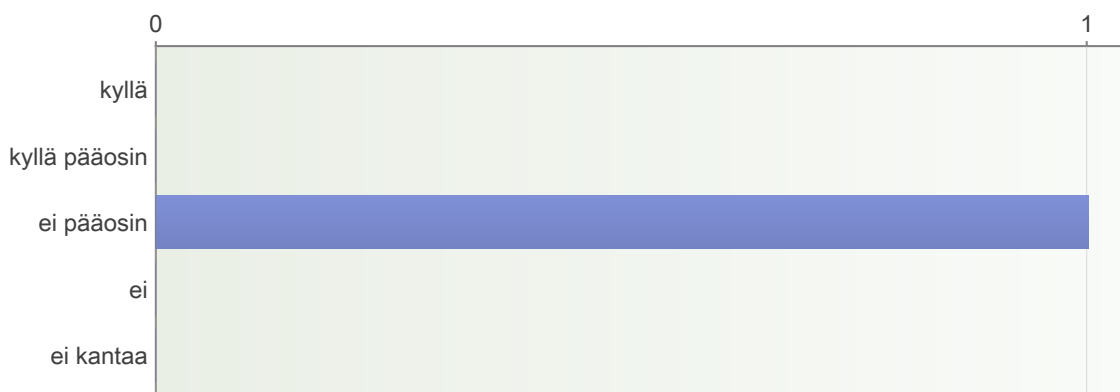 0 1
kyllä
kyllä pääosin
ei pääosin
ei
ei kantaa